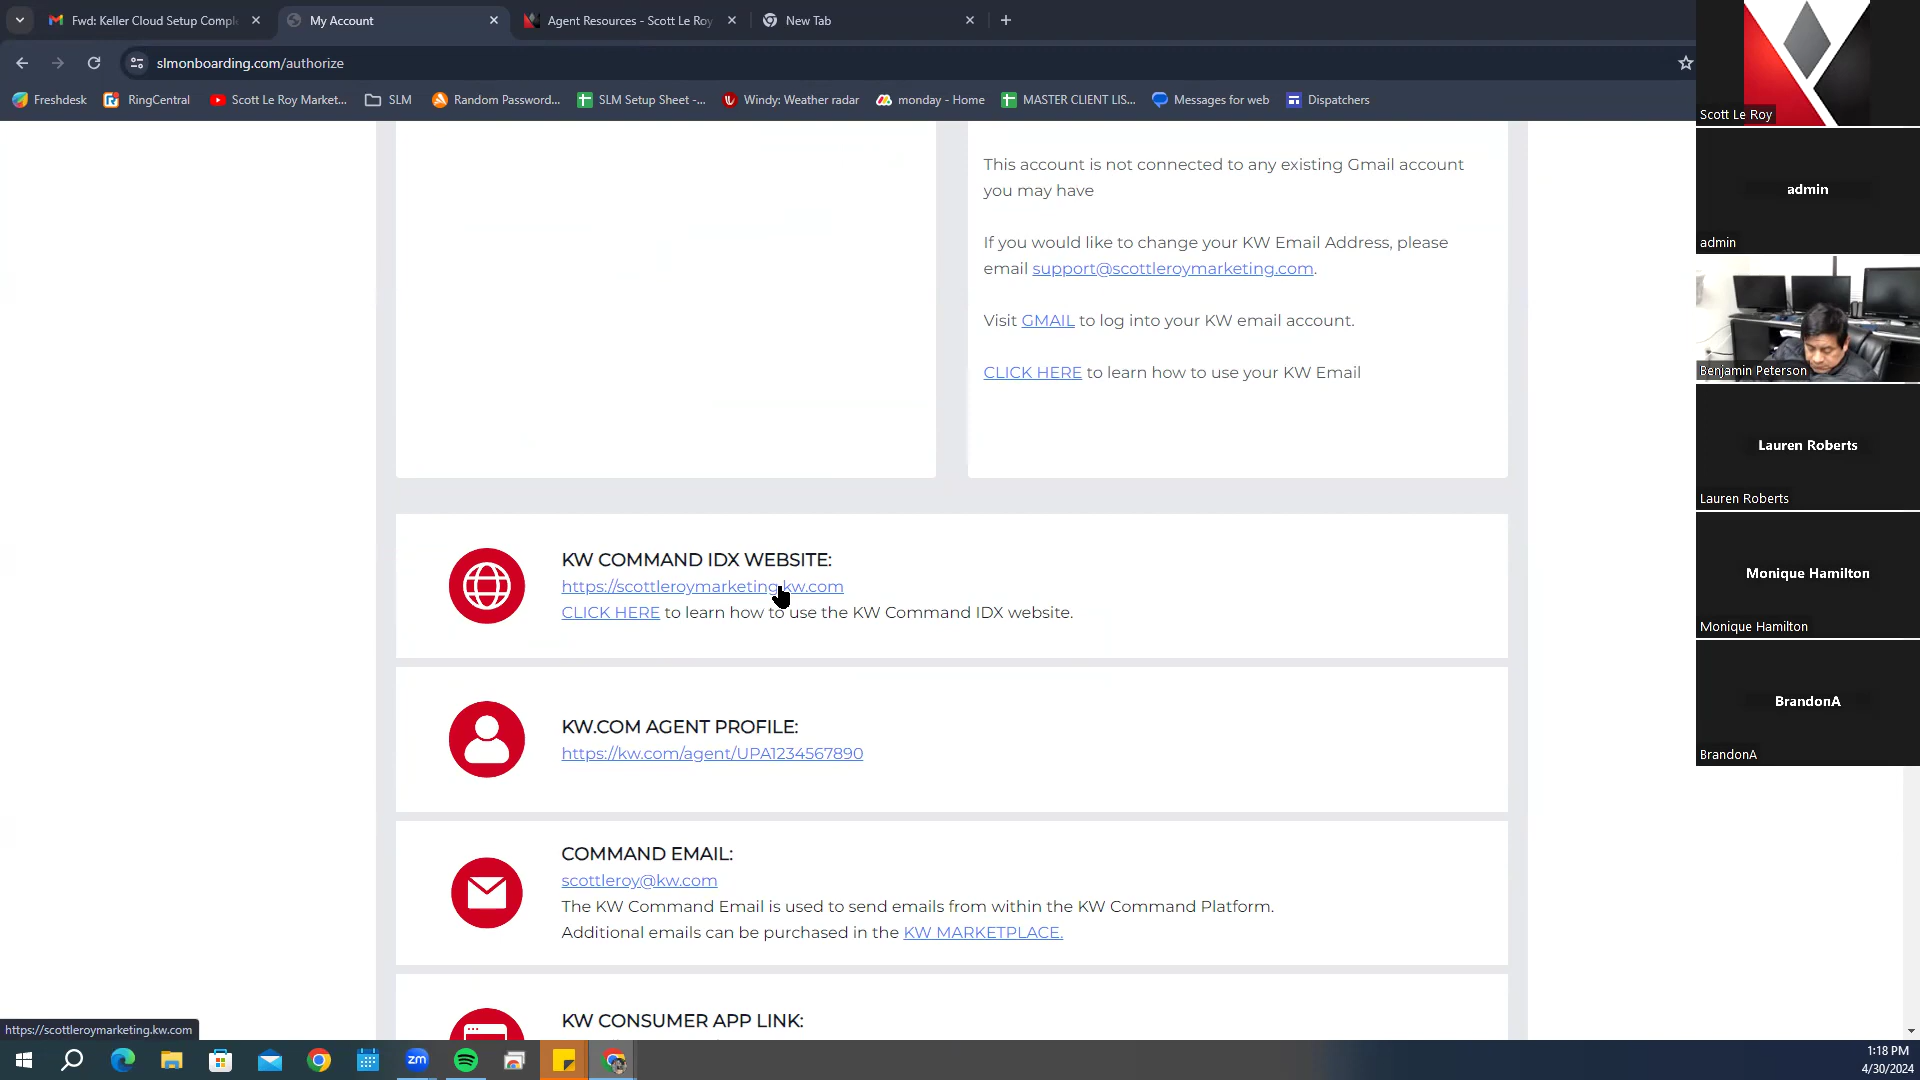 Fwd: Keller Cloud Setup Compl
My Account
Agent Resources - Scott Le Roy
New Tab
slmonboarding.com/authorize
Freshdesk
RingCentral
Scott Le Roy Market...
SLM
Random Password...
SLM Setup Sheet -...
Windy: Weather radar
monday - Home
MASTER CLIENT LIS...
Messages for web
Dispatchers
This account is not connected to any existing Gmail account
you may have
If you would like to change your KW Email Address, please
email support@scottleroymarketing.com.
Visit GMAIL to log into your KW email account.
CLICK HERE to learn how to use your KW Email
KW COMMAND IDX WEBSITE:
https://scottleroymarketing.kw.com
CLICK HERE to learn how to use the KW Command IDX website.
KW.COM AGENT PROFILE:
https://kw.com/agent/UPA1234567890
COMMAND EMAIL:
scottleroy@kw.com
The KW Command Email is used to send emails from within the KW Command Platform.
Additional emails can be purchased in the KW MARKETPLACE.
KW CONSUMER APP LINK:
https://scottleroymarketing.kw.com
Scott Le Roy
admin
admin
Benjamin Peterson
Lauren Roberts
Lauren Roberts
Monique Hamilton
Monique Hamilton
BrandonA
BrandonA
zm
1:18 PM
4/30/2024